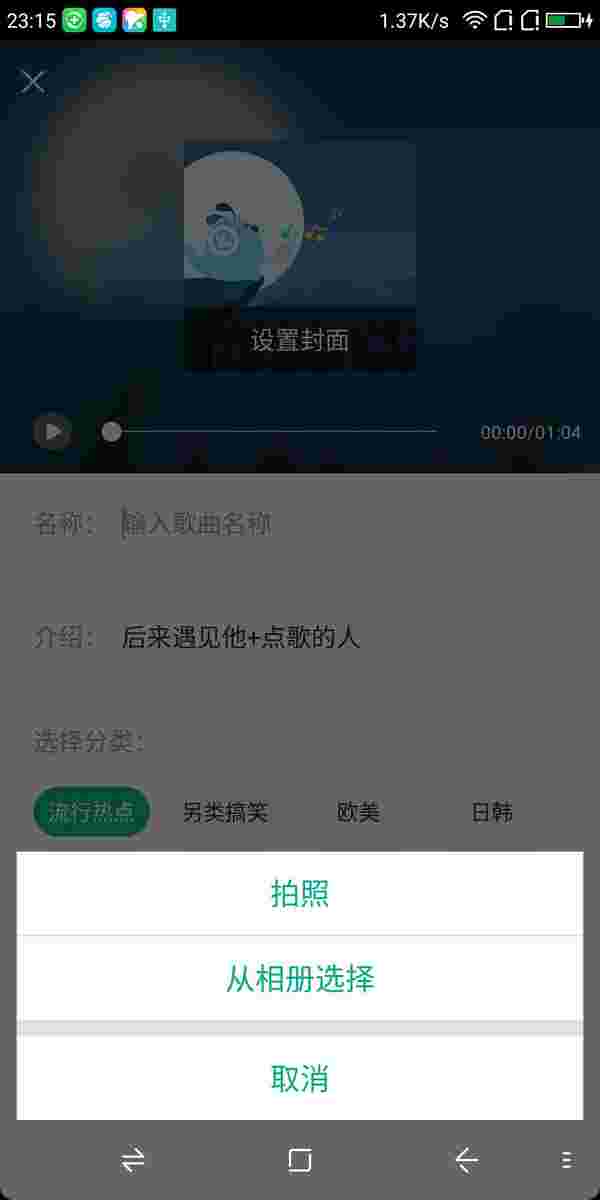 23:15
1.37K/s
设置封面
00:00/01:04
名称：
输入歌曲名称
介绍：
后来遇见他+点歌的人
选择分类：
流行热点
另类搞笑
欧美
日韩
拍照
从相册选择
取消